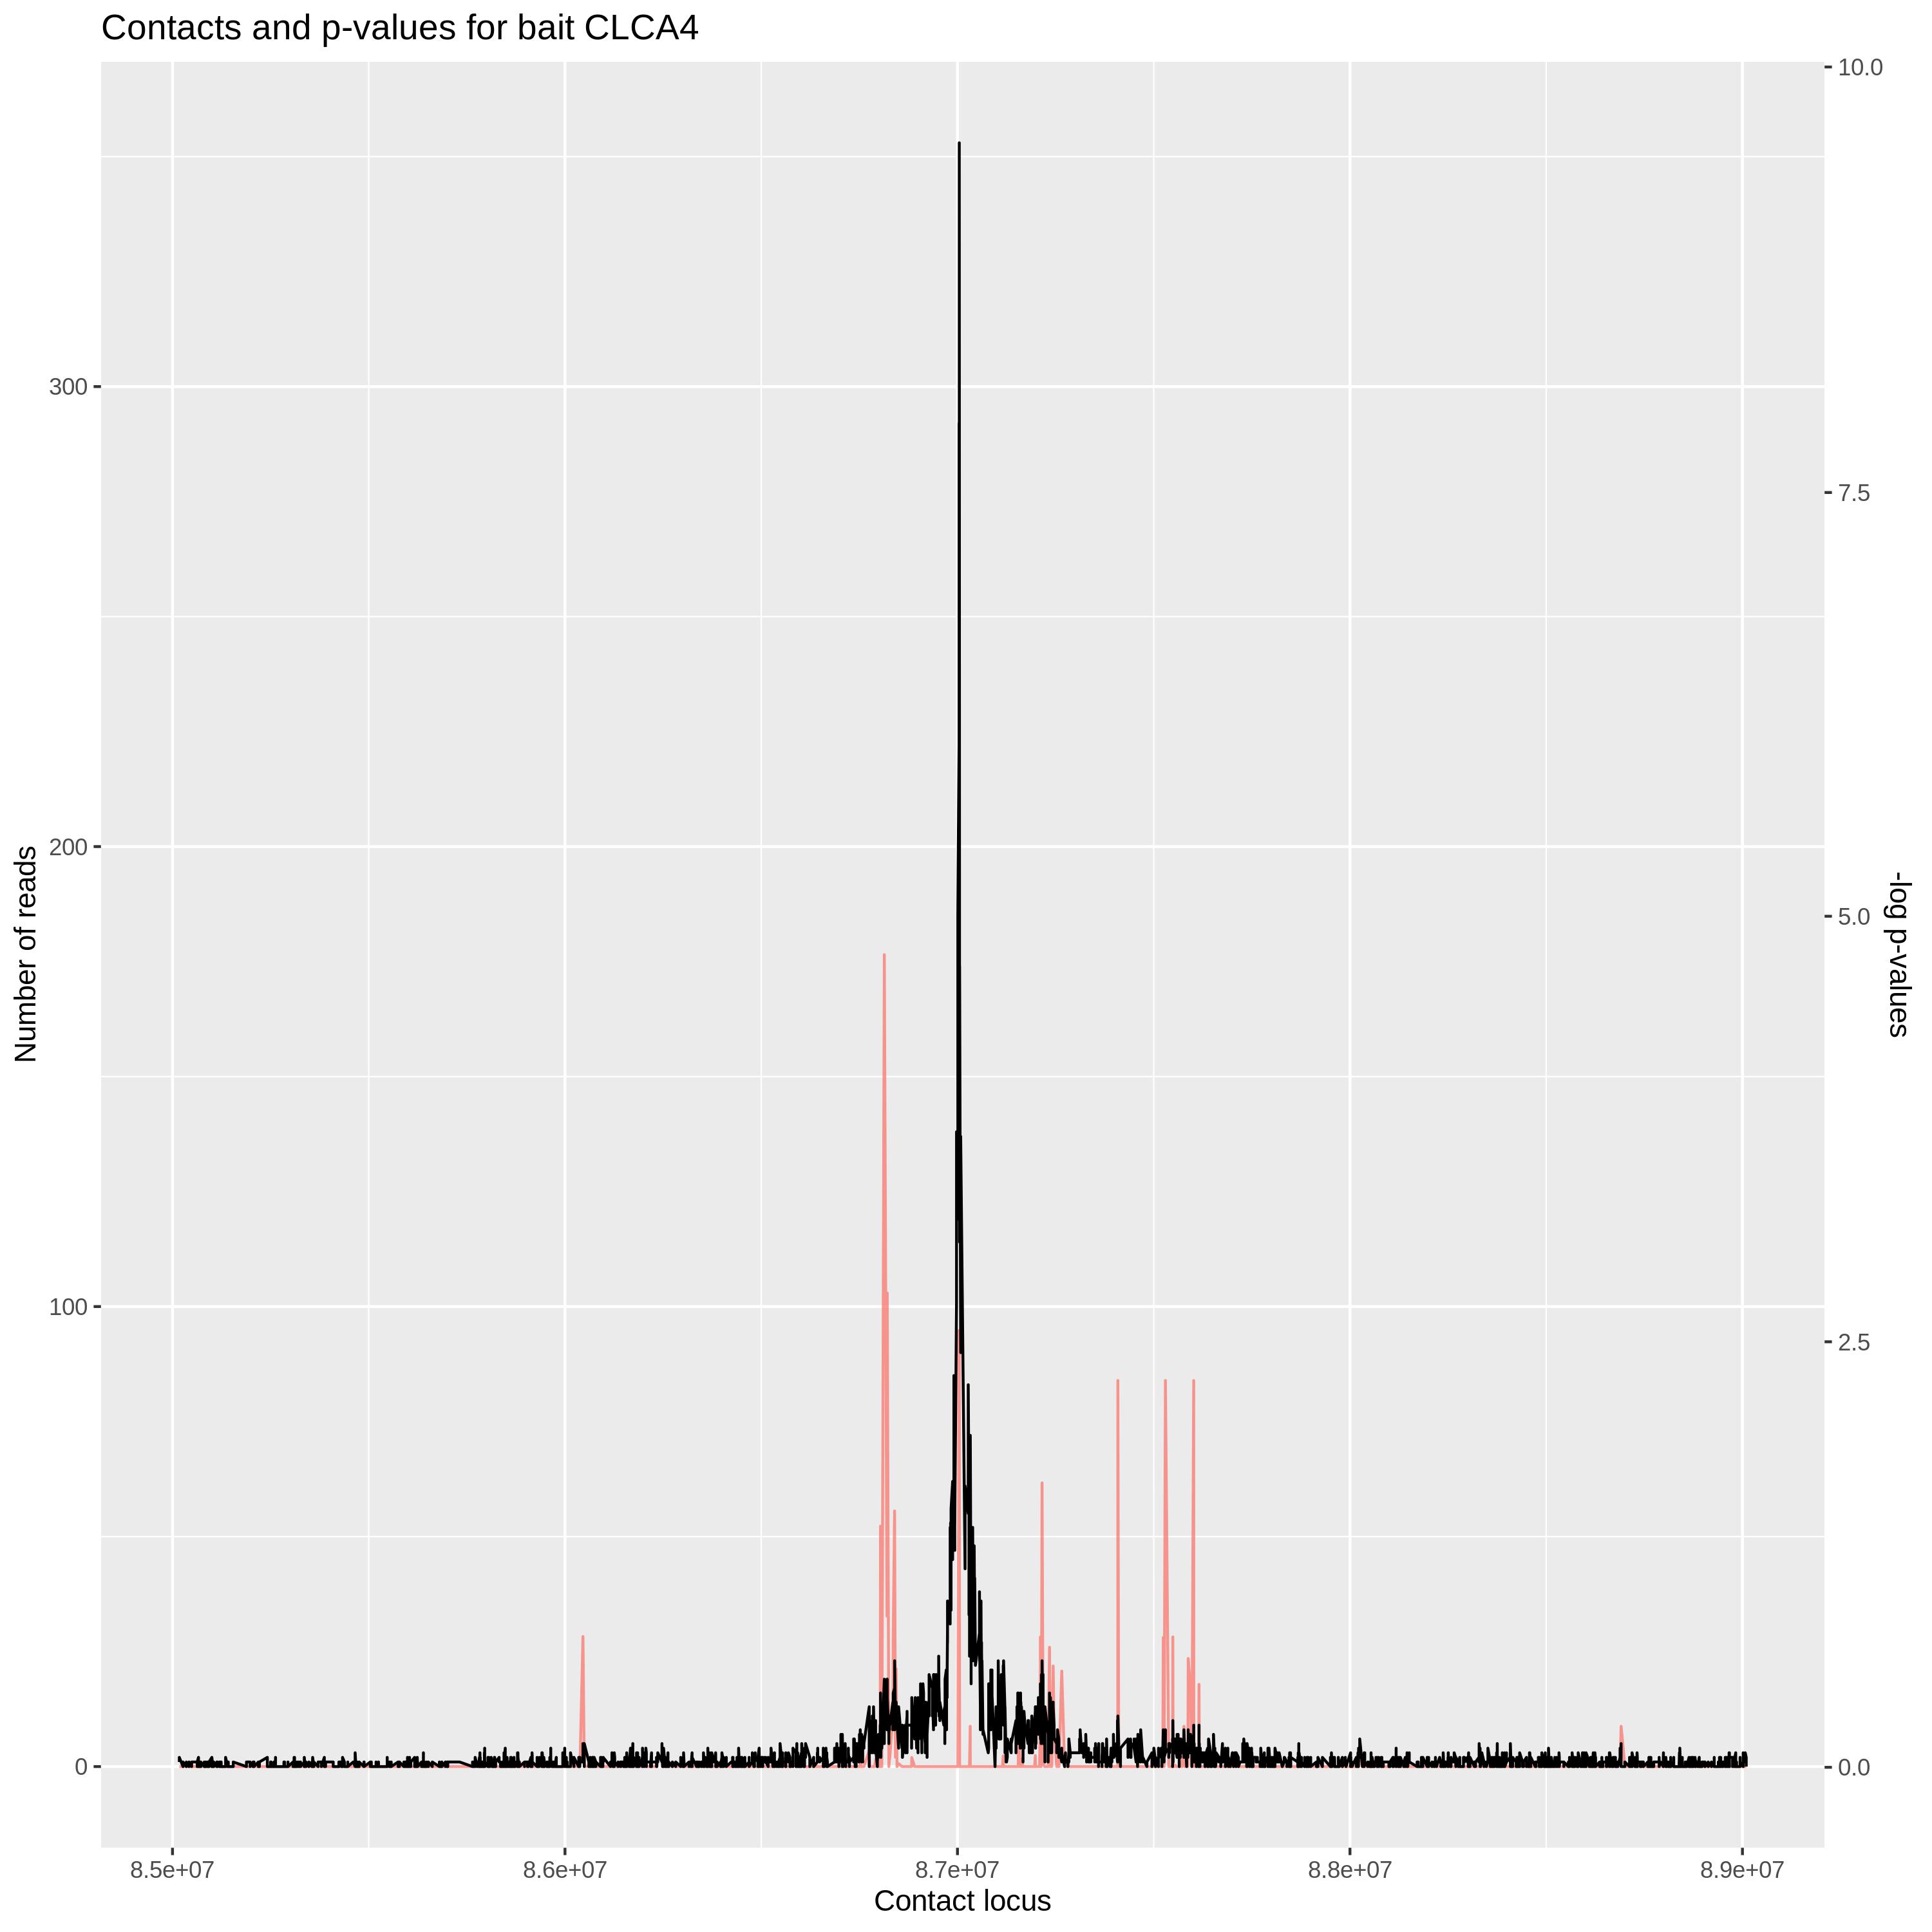 Contacts and p-values for bait CLCA4
10.0
7.5
5.0
2.5
0.0
-log p-values
300
200
100
0
Number of reads
8.5e+07
8.6e+07
8.7e+07
8.8e+07
8.9e+07
Contact locus